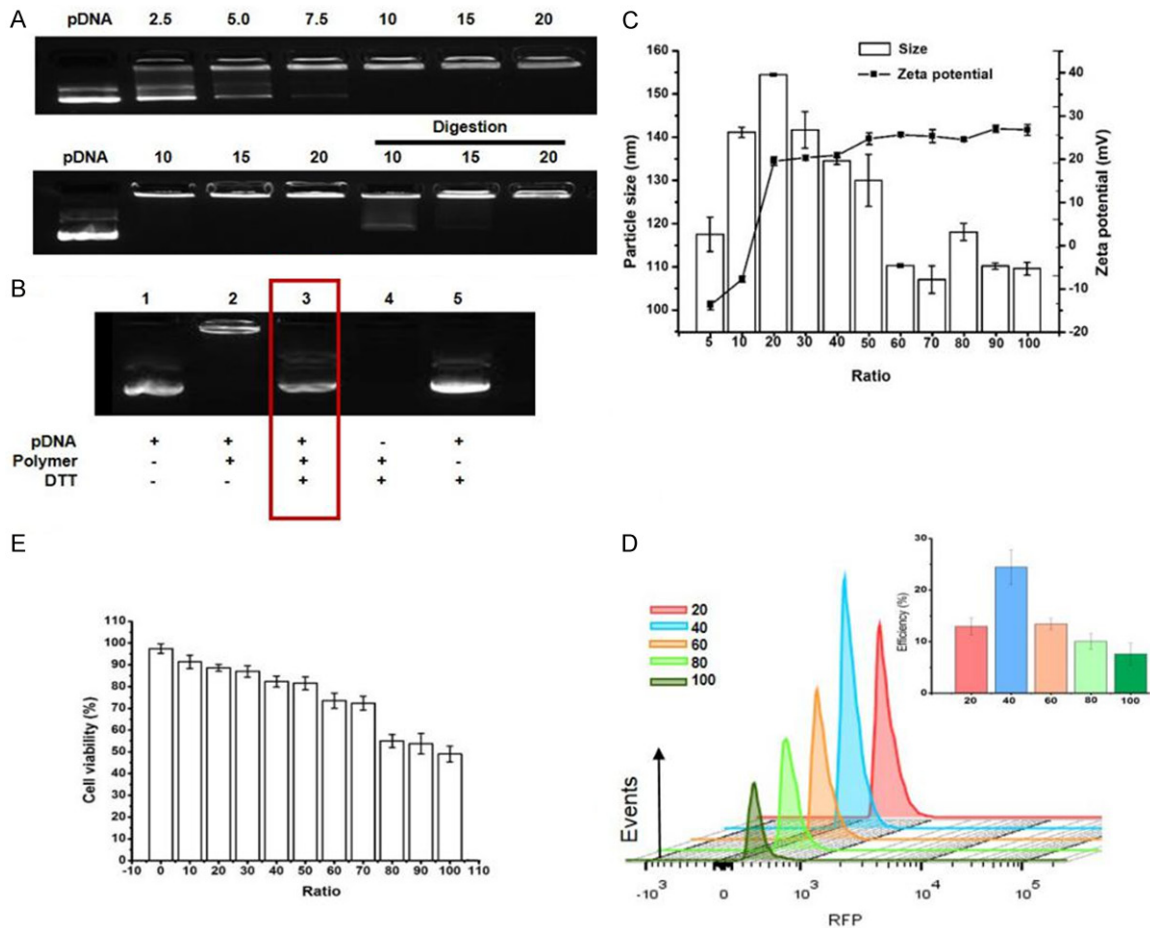 A
pDNA 2.5 5.0 7.5 10 15 20
Digestion
pDNA 10 15 20 10 15 20
B
1 2 3 4 5
pDNA + + + - +
Polymer - + + + -
DTT - - + + +
C
Size
Zeta potential
160
150
140
130
120
110
100
Particle size (nm)
40
30
20
10
0
-10
-20
Zeta potential (mV)
5 10 20 30 40 50 60 70 80 90 100
Ratio
E
110
100
90
80
70
60
50
40
30
20
10
0
Cell viability (%)
-10 0 10 20 30 40 50 60 70 80 90 100 110
Ratio
D
20
40
60
80
100
30
20
10
0
Efficiency (%)
20 40 60 80 100
Events
-10³ 0 10³ 10⁴ 10⁵
RFP